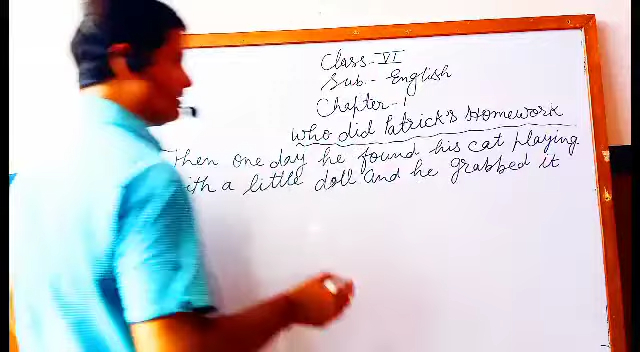 Class - VI
Sub. - English
Chapter - 1
Who did Patrick's Homework
Then one day he found his cat playing
with a little doll and he grabbed it